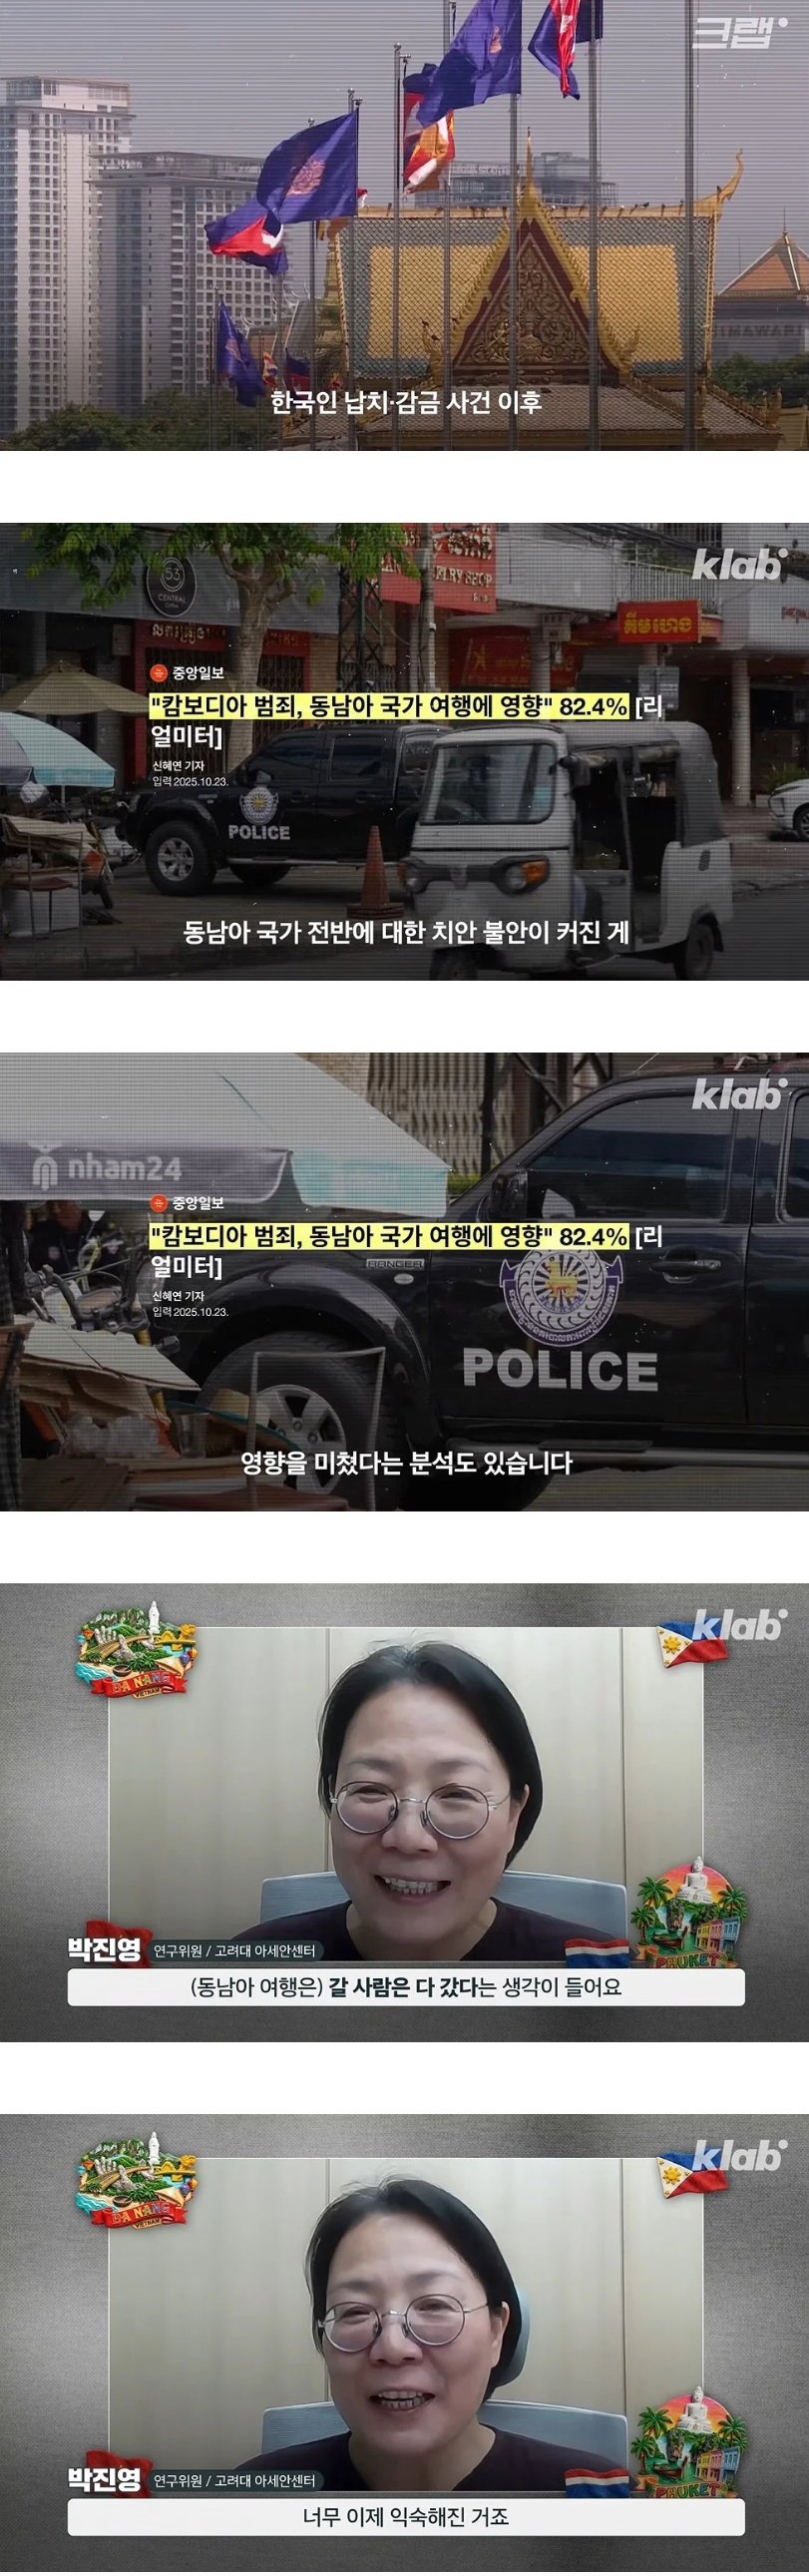 크랩
한국인 납치·감금 사건 이후
klab
53
CENTRAL
Coffee
គីមហេង
중앙일보
"캄보디아 범죄, 동남아 국가 여행에 영향" 82.4% [리
얼미터]
신혜연 기자
입력 2025.10.23.
POLICE
동남아 국가 전반에 대한 치안 불안이 커진 게
klab
nham24
중앙일보
"캄보디아 범죄, 동남아 국가 여행에 영향" 82.4% [리
얼미터]
RANGER
신혜연 기자
입력 2025.10.23.
POLICE
영향을 미쳤다는 분석도 있습니다
klab
DA NANG
VIETNAM
PHUKET
박진영 연구위원 / 고려대 아세안센터
(동남아 여행은) 갈 사람은 다 갔다는 생각이 들어요
klab
DA NANG
VIETNAM
PHUKET
박진영 연구위원 / 고려대 아세안센터
너무 이제 익숙해진 거죠